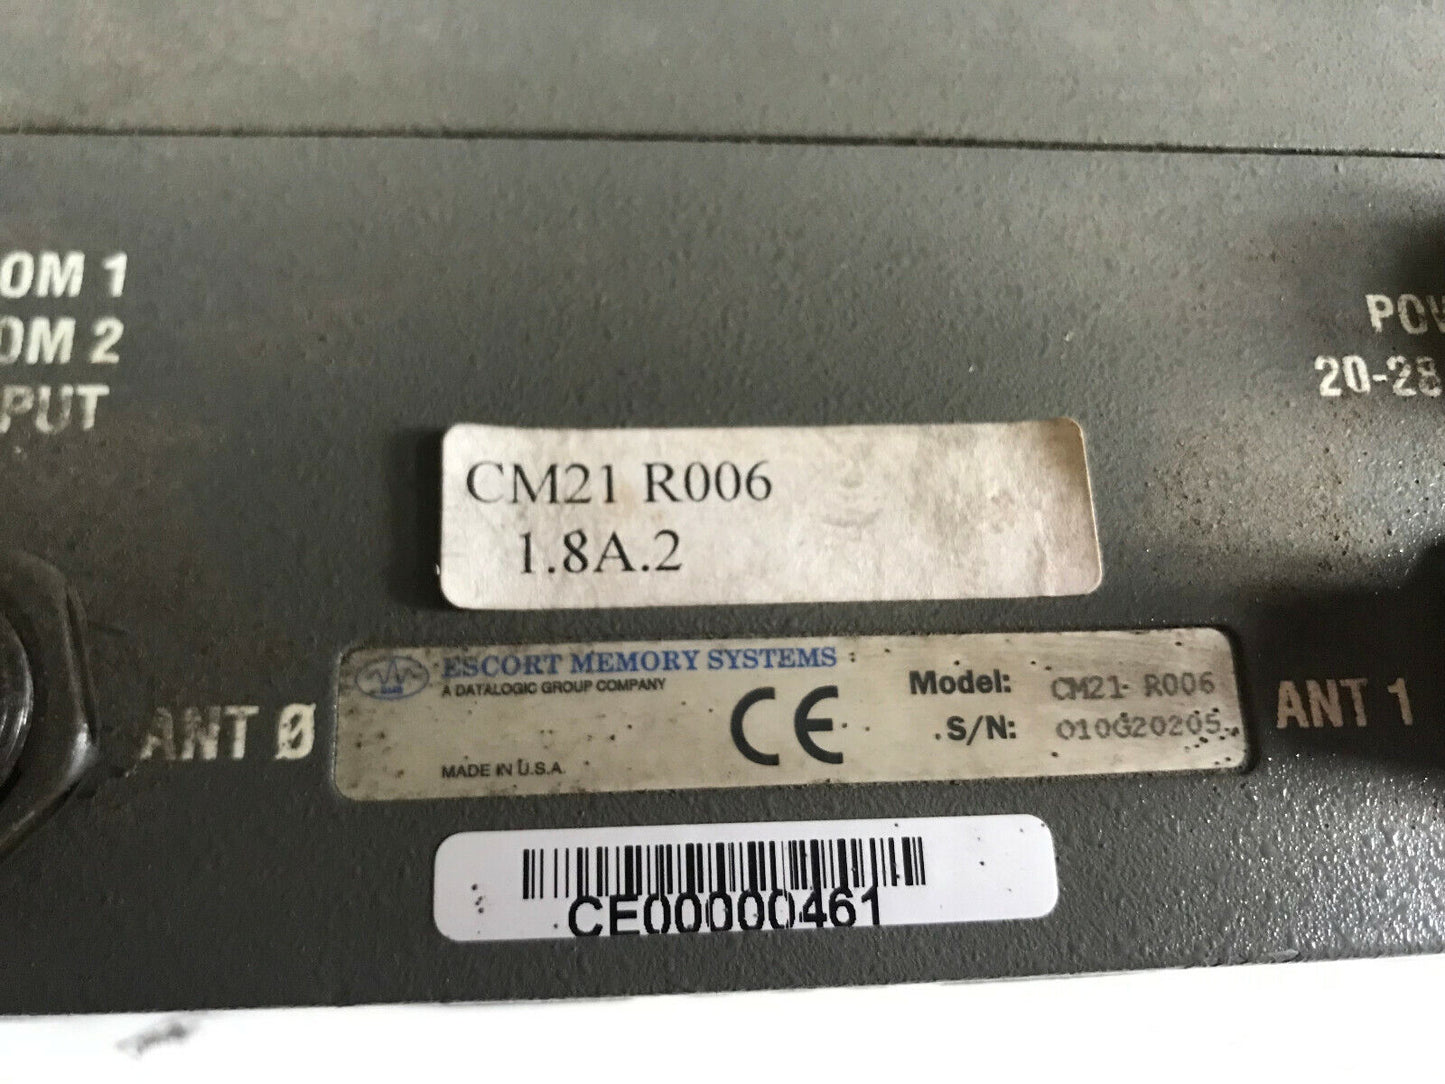 OM 1
OM 2
PUT
POW
20-28
CM21 R006
1.8A.2
ANT Ø
ESCORT MEMORY SYSTEMS
A DATALOGIC GROUP COMPANY
CE
MADE IN U.S.A.
Model: CM21- R006
S/N: 010G20205
ANT 1
CE00000461